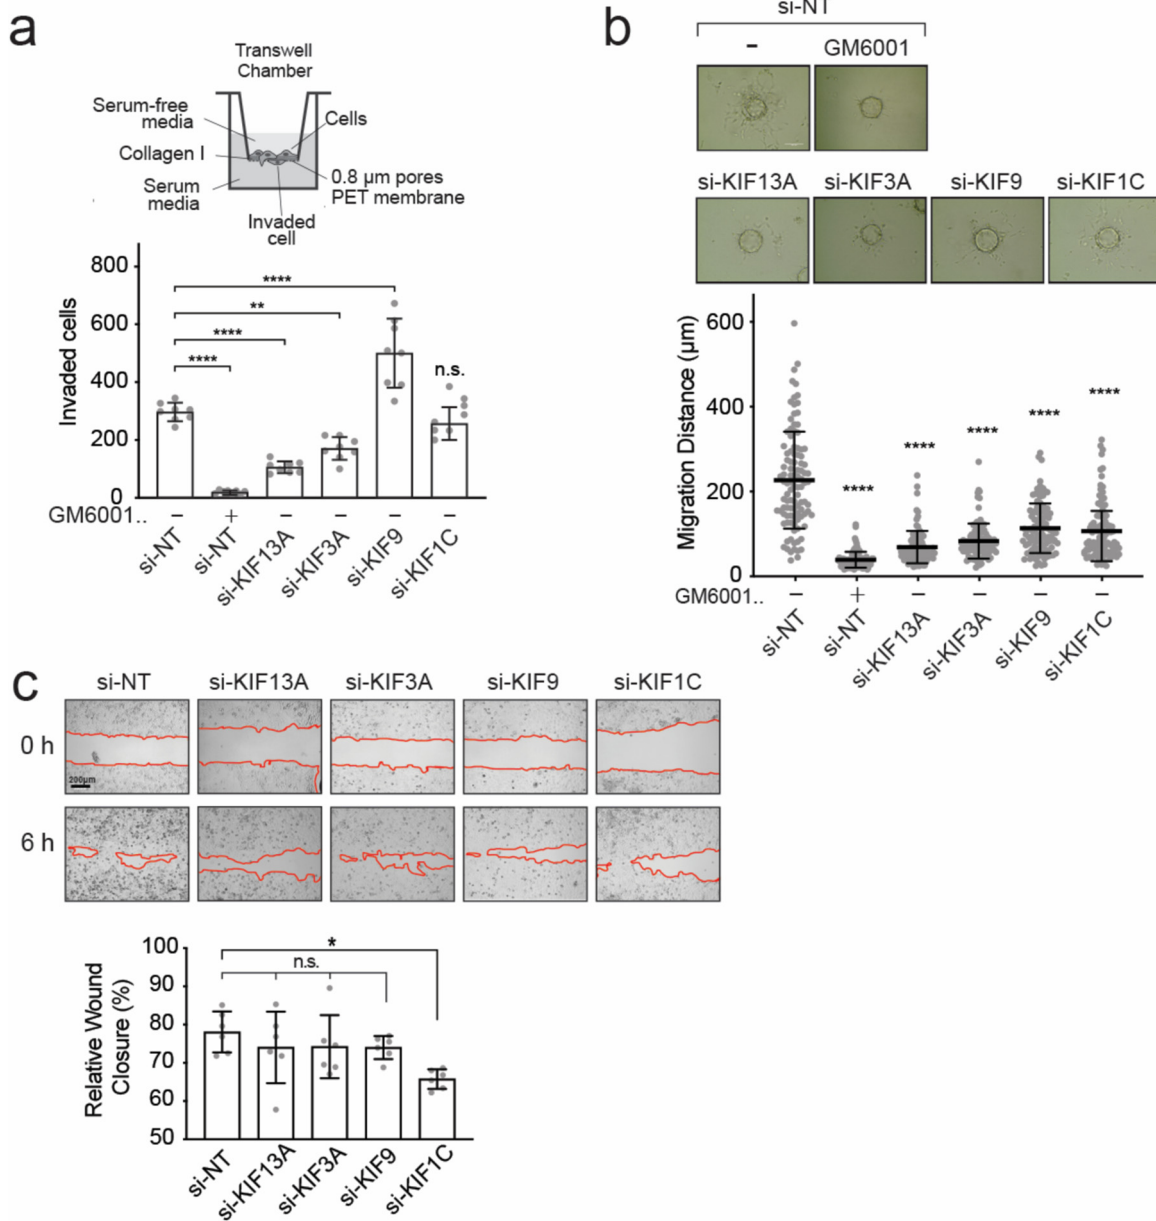 a
Transwell
Chamber
Serum-free
media
Cells
Collagen I
Serum
media
0.8 µm pores
PET membrane
Invaded
cell
Invaded cells
800
600
400
200
0
****
**
****
****
n.s.
GM6001..
–
+
–
–
–
–
si-NT
si-NT
si-KIF13A
si-KIF3A
si-KIF9
si-KIF1C
b
si-NT
–
GM6001
si-KIF13A
si-KIF3A
si-KIF9
si-KIF1C
Migration Distance (µm)
600
400
200
0
****
****
****
****
****
GM6001..
–
+
–
–
–
–
si-NT
si-NT
si-KIF13A
si-KIF3A
si-KIF9
si-KIF1C
c
si-NT
si-KIF13A
si-KIF3A
si-KIF9
si-KIF1C
0 h
200µm
6 h
Relative Wound
Closure (%)
100
90
80
70
60
50
*
n.s.
si-NT
si-KIF13A
si-KIF3A
si-KIF9
si-KIF1C